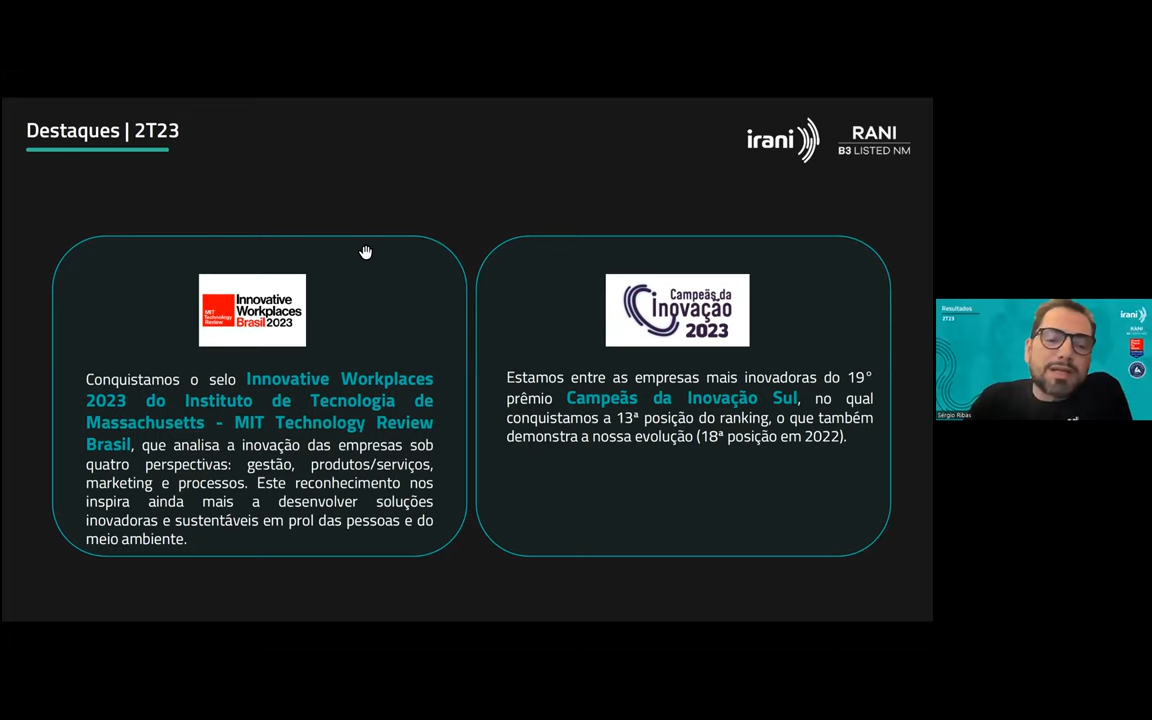 Destaques | 2T23
irani
RANI
B3 LISTED NM
MIT
Technology
Review
Innovative
Workplaces
Brasil 2023
Conquistamos o selo Innovative Workplaces
2023 do Instituto de Tecnologia de
Massachusetts - MIT Technology Review
Brasil, que analisa a inovação das empresas sob
quatro perspectivas: gestão, produtos/serviços,
marketing e processos. Este reconhecimento nos
inspira ainda mais a desenvolver soluções
inovadoras e sustentáveis em prol das pessoas e do
meio ambiente.
Campeãs da
Inovação
2023
Estamos entre as empresas mais inovadoras do 19°
prêmio Campeãs da Inovação Sul, no qual
conquistamos a 13ª posição do ranking, o que também
demonstra a nossa evolução (18ª posição em 2022).
Resultados
2T23
irani
RANI
Sérgio Ribas